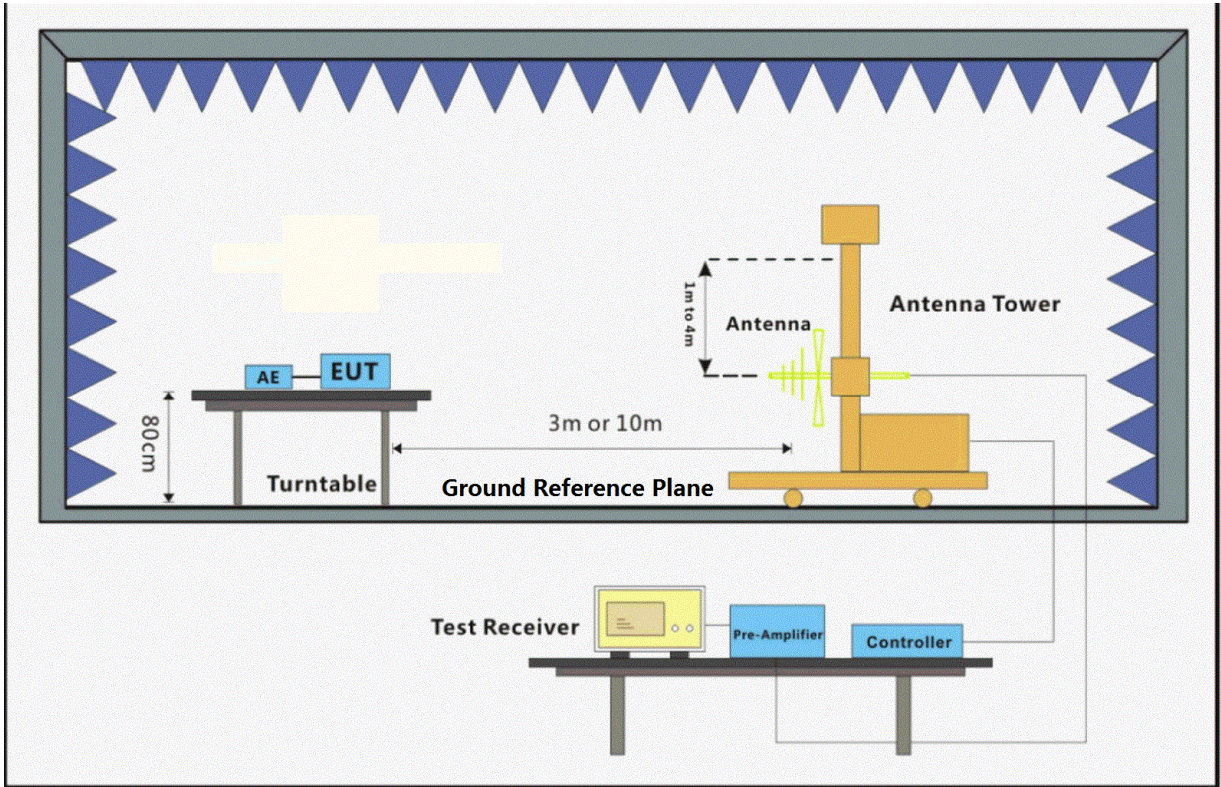 1m to 4m
Antenna
Antenna Tower
AE
EUT
80cm
3m or 10m
Turntable
Ground Reference Plane
Test Receiver
Pre-Amplifier
Controller